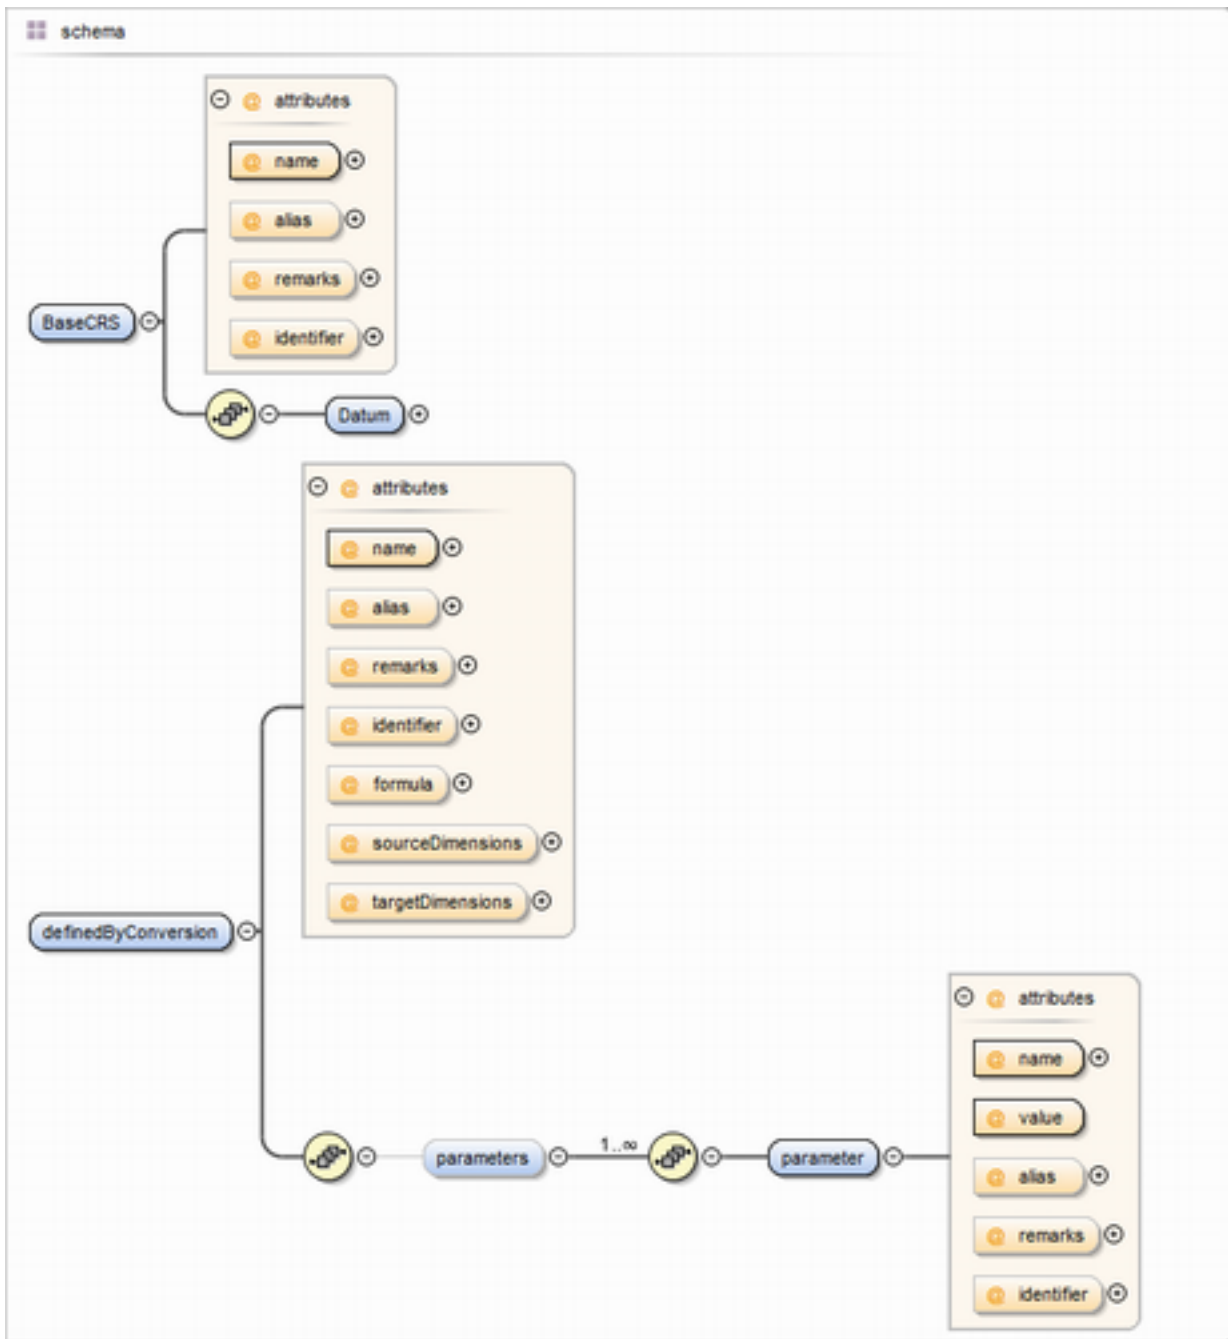 schema
attributes
name
alias
remarks
identifier
BaseCRS
Datum
attributes
name
alias
remarks
identifier
formula
sourceDimensions
targetDimensions
definedByConversion
attributes
name
value
parameters 1..∞ parameter
alias
remarks
identifier